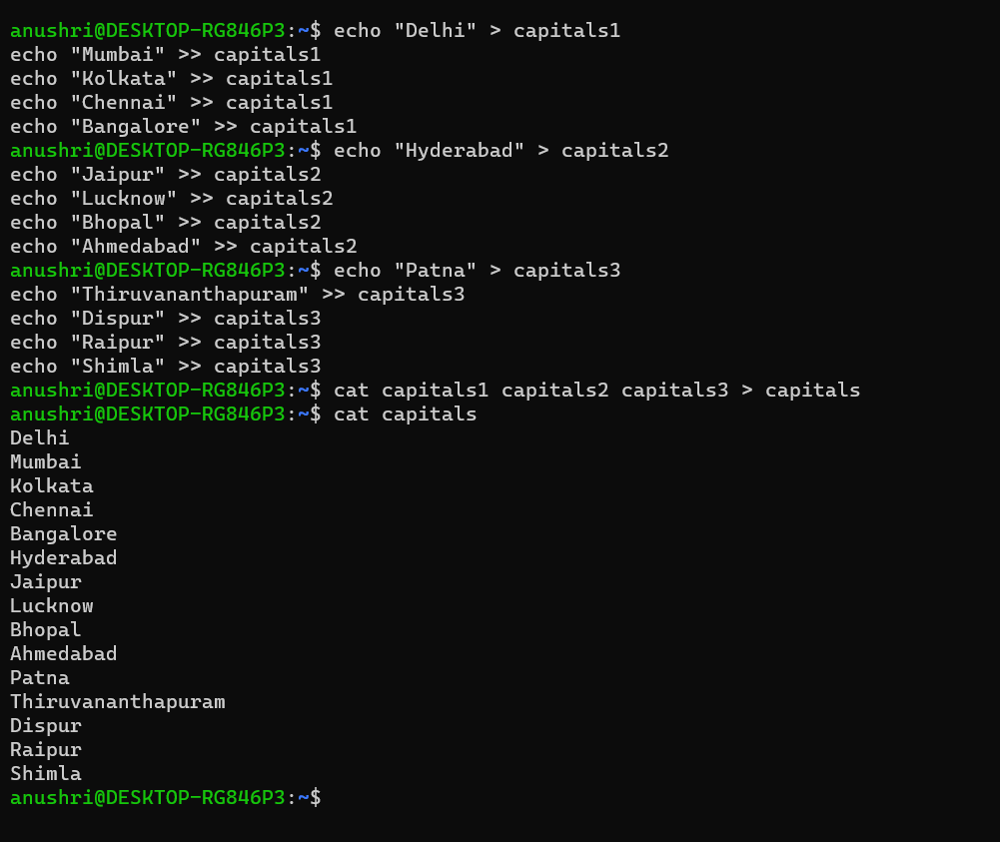 anushri@DESKTOP-RG846P3:~$ echo "Delhi" > capitals1
echo "Mumbai" >> capitals1
echo "Kolkata" >> capitals1
echo "Chennai" >> capitals1
echo "Bangalore" >> capitals1
anushri@DESKTOP-RG846P3:~$ echo "Hyderabad" > capitals2
echo "Jaipur" >> capitals2
echo "Lucknow" >> capitals2
echo "Bhopal" >> capitals2
echo "Ahmedabad" >> capitals2
anushri@DESKTOP-RG846P3:~$ echo "Patna" > capitals3
echo "Thiruvananthapuram" >> capitals3
echo "Dispur" >> capitals3
echo "Raipur" >> capitals3
echo "Shimla" >> capitals3
anushri@DESKTOP-RG846P3:~$ cat capitals1 capitals2 capitals3 > capitals
anushri@DESKTOP-RG846P3:~$ cat capitals
Delhi
Mumbai
Kolkata
Chennai
Bangalore
Hyderabad
Jaipur
Lucknow
Bhopal
Ahmedabad
Patna
Thiruvananthapuram
Dispur
Raipur
Shimla
anushri@DESKTOP-RG846P3:~$